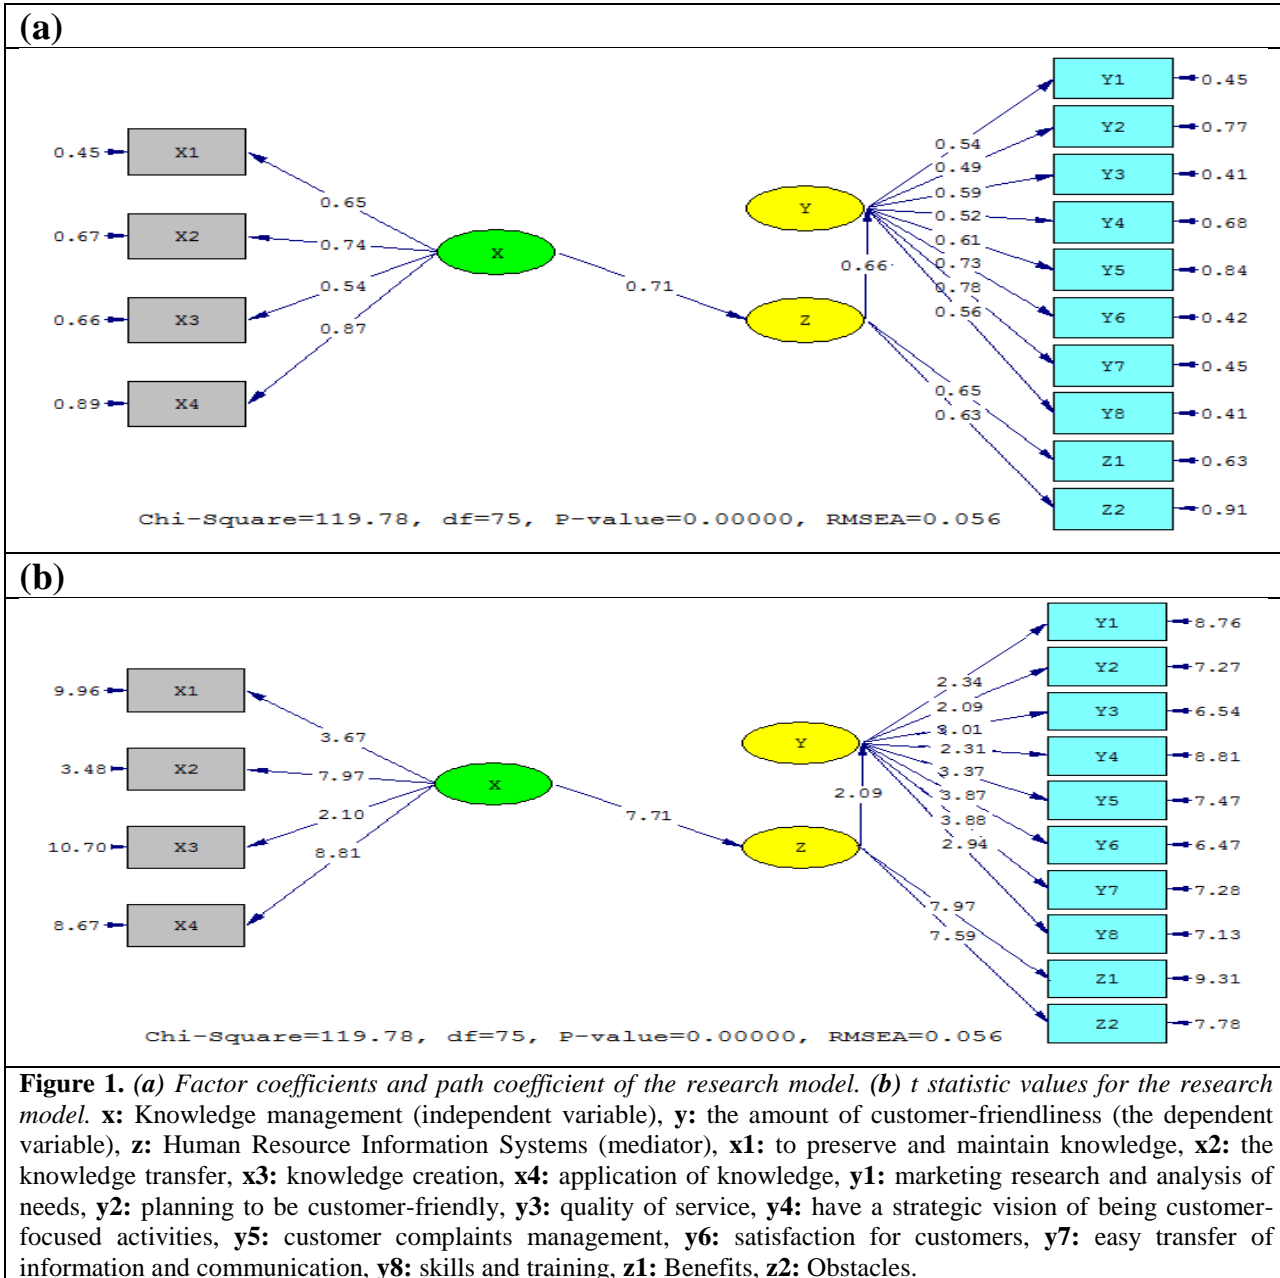 (a)
X1
X2
X3
X4
0.45
0.67
0.66
0.89
0.65
0.74
0.54
0.87
X
0.71
Y
Z
0.66
0.54
0.49
0.59
0.52
0.61
0.73
0.78
0.56
0.65
0.63
Y1
Y2
Y3
Y4
Y5
Y6
Y7
Y8
Z1
Z2
0.45
0.77
0.41
0.68
0.84
0.42
0.45
0.41
0.63
0.91
Chi-Square=119.78, df=75, P-value=0.00000, RMSEA=0.056
(b)
X1
X2
X3
X4
9.96
3.48
10.70
8.67
3.67
7.97
2.10
8.81
X
7.71
Y
Z
2.09
2.34
2.09
2.31
3.37
3.87
3.88
2.94
7.97
7.59
Y1
Y2
Y3
Y4
Y5
Y6
Y7
Y8
Z1
Z2
8.76
7.27
6.54
8.81
7.47
6.47
7.28
7.13
9.31
7.78
Chi-Square=119.78, df=75, P-value=0.00000, RMSEA=0.056
Figure 1. (a) Factor coefficients and path coefficient of the research model. (b) t statistic values for the research
model. x: Knowledge management (independent variable), y: the amount of customer-friendliness (the dependent
variable), z: Human Resource Information Systems (mediator), x1: to preserve and maintain knowledge, x2: the
knowledge transfer, x3: knowledge creation, x4: application of knowledge, y1: marketing research and analysis of
needs, y2: planning to be customer-friendly, y3: quality of service, y4: have a strategic vision of being customer-
focused activities, y5: customer complaints management, y6: satisfaction for customers, y7: easy transfer of
information and communication, y8: skills and training, z1: Benefits, z2: Obstacles.